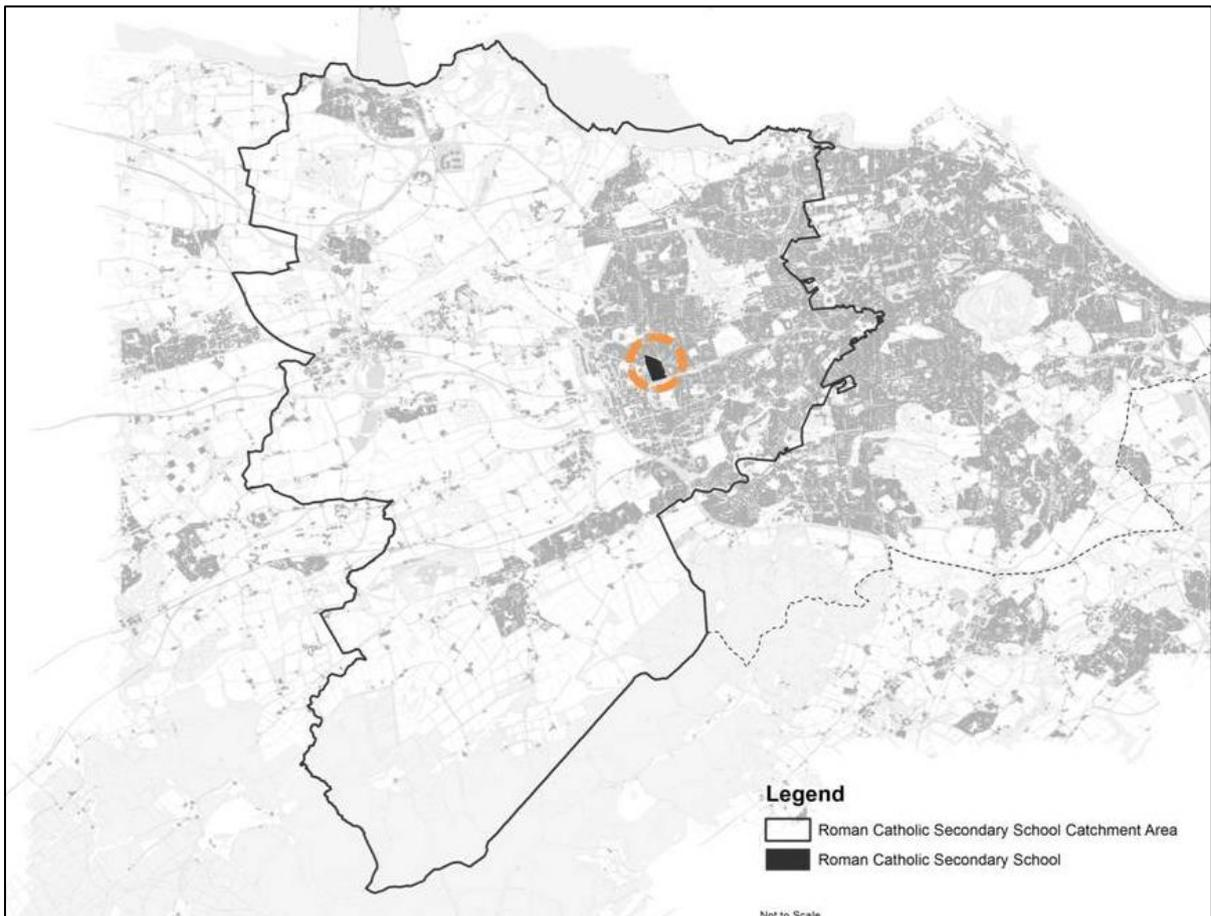 Legend
Roman Catholic Secondary School Catchment Area
Roman Catholic Secondary School
Not to Scale